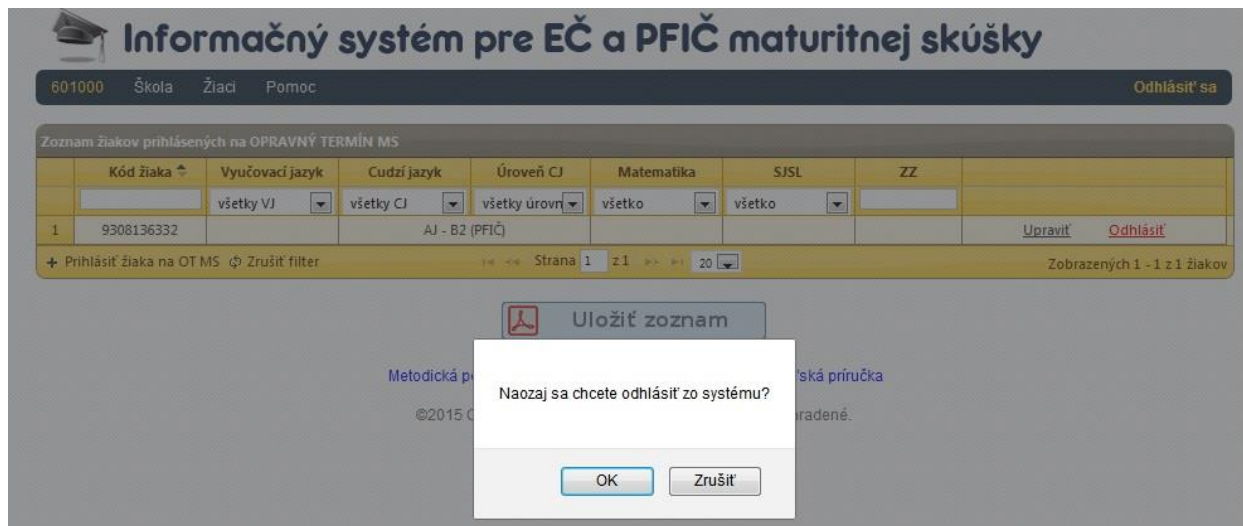 Informačný systém pre EČ a PFIČ maturitnej skúšky
601000 Škola Žiaci Pomoc Odhlásiť sa
Zoznam žiakov prihlásených na OPRAVNÝ TERMÍN MS
Kód žiaka Vyučovací jazyk Cudzí jazyk Úroveň CJ Matematika SJSL ZZ
všetky VJ všetky CJ všetky úrovn všetko všetko
1 9308136332 AJ - B2 (PFIČ) Upraviť Odhlásiť
+ Prihlásiť žiaka na OT MS Zrušiť filter Strana 1 z 1 20 Zobrazených 1 - 1 z 1 žiakov
Uložiť zoznam
Metodická príručka
Naozaj sa chcete odhlásiť zo systému?
©2015
OK Zrušiť